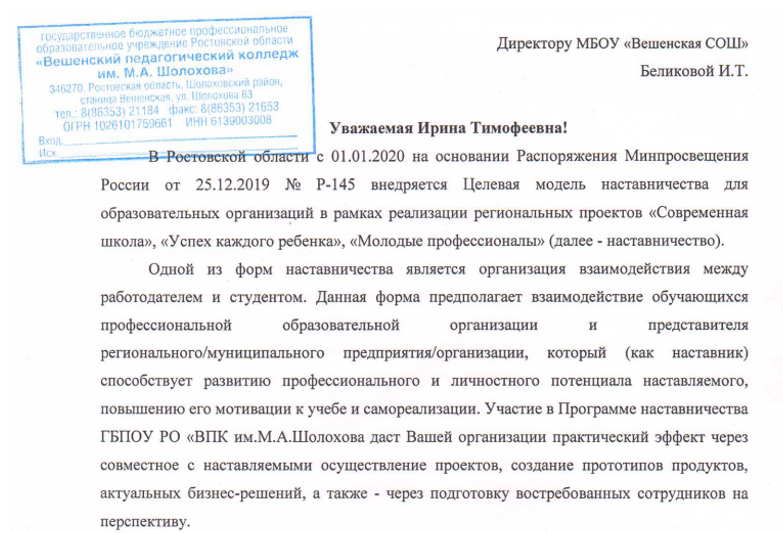 государственное бюджетное профессиональное
образовательное учреждение Ростовской области
«Вешенский педагогический колледж
им. М.А. Шолохова»
346270, Ростовская область, Шолоховский район,
станица Вешенская, ул. Шолохова 63
тел.: 8(86353) 21184 факс: 8(86353) 21653
ОГРН 1026101759661 ИНН 6139003008
Вход.
Исх.
Директору МБОУ «Вешенская СОШ»
Беликовой И.Т.
Уважаемая Ирина Тимофеевна!
В Ростовской области с 01.01.2020 на основании Распоряжения Минпросвещения
России от 25.12.2019 № Р-145 внедряется Целевая модель наставничества для
образовательных организаций в рамках реализации региональных проектов «Современная
школа», «Успех каждого ребенка», «Молодые профессионалы» (далее - наставничество).
Одной из форм наставничества является организация взаимодействия между
работодателем и студентом. Данная форма предполагает взаимодействие обучающихся
профессиональной образовательной организации и представителя
регионального/муниципального предприятия/организации, который (как наставник)
способствует развитию профессионального и личностного потенциала наставляемого,
повышению его мотивации к учебе и самореализации. Участие в Программе наставничества
ГБПОУ РО «ВПК им.М.А.Шолохова даст Вашей организации практический эффект через
совместное с наставляемыми осуществление проектов, создание прототипов продуктов,
актуальных бизнес-решений, а также - через подготовку востребованных сотрудников на
перспективу.